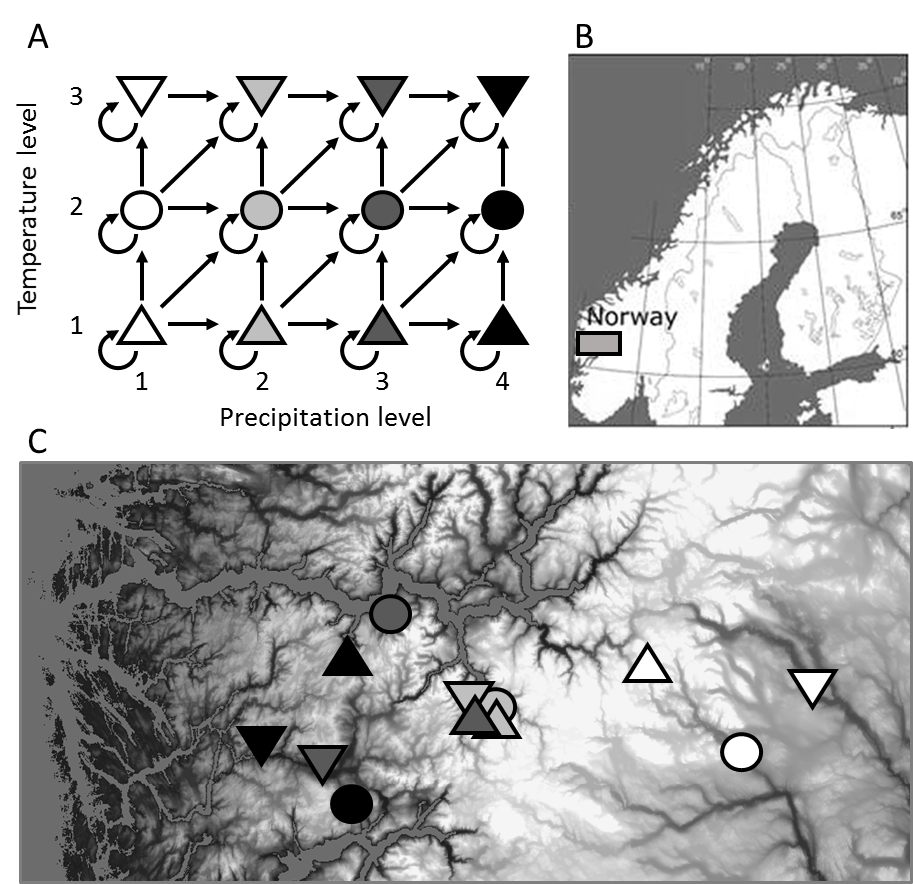 A
B
3
2
1
Temperature level
1 2 3 4
Precipitation level
Norway
C